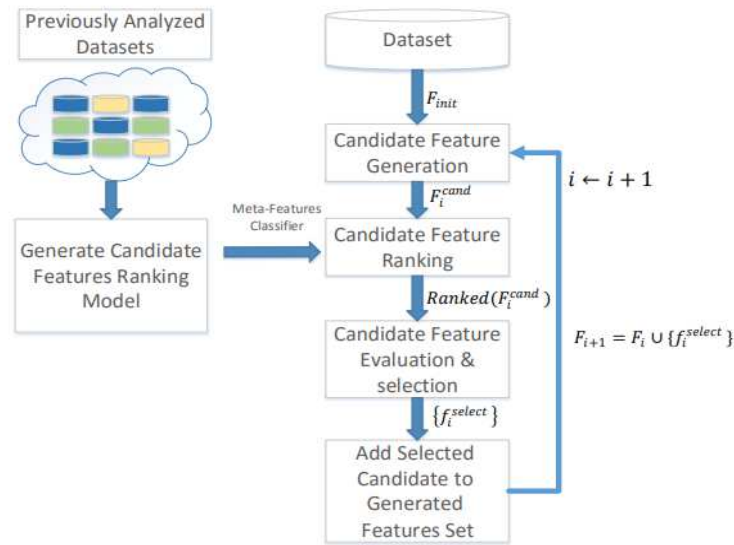 Previously Analyzed
Datasets
Generate Candidate
Features Ranking
Model
Meta-Features
Classifier
Dataset
F_{init}
Candidate Feature
Generation
F_i^{cand}
Candidate Feature
Ranking
Ranked(F_i^{cand})
Candidate Feature
Evaluation &
selection
{f_i^{select}}
Add Selected
Candidate to
Generated
Features Set
i ← i + 1
F_{i+1} = F_i ∪ {f_i^{select}}